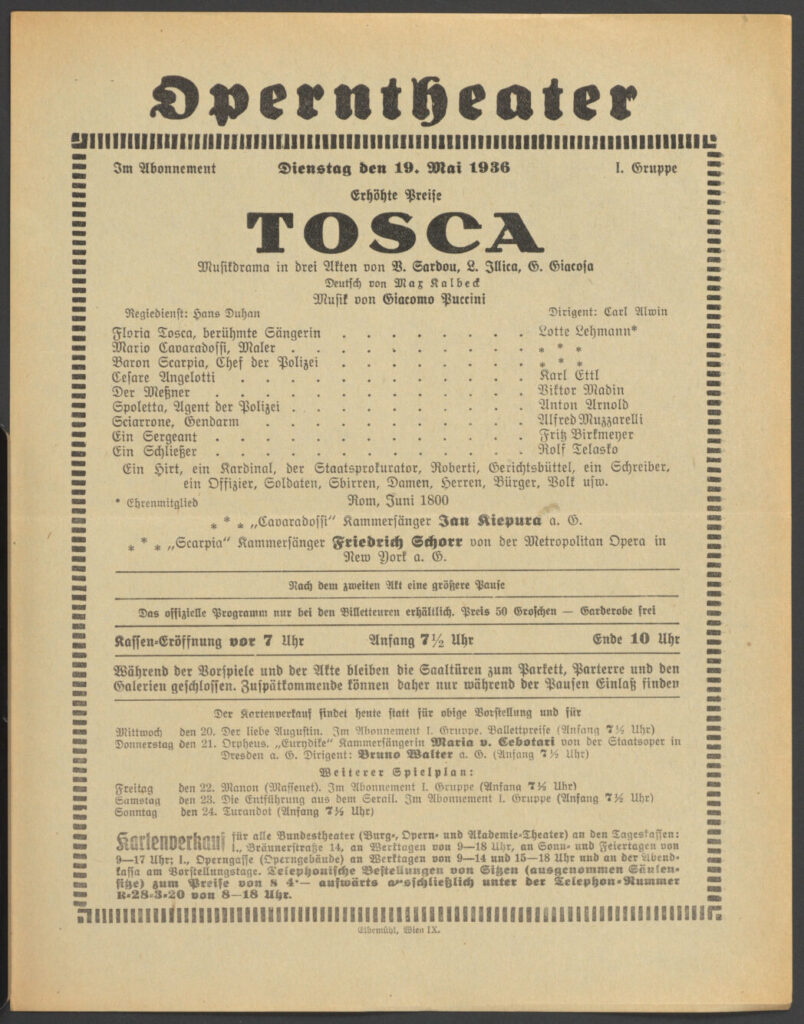 Operntheater
Im Abonnement Dienstag den 19. Mai 1936 I. Gruppe
Erhöhte Preise
TOSCA
Musikdrama in drei Akten von V. Sardou, L. Illica, G. Giacosa
Deutsch von Max Kalbeck
Musik von Giacomo Puccini
Regiedienst: Hans Duhan Dirigent: Carl Alwin
Floria Tosca, berühmte Sängerin . . . . . . . . Lotte Lehmann*
Mario Cavaradossi, Maler . . . . . . . . . * * *
Baron Scarpia, Chef der Polizei . . . . . . . . * * *
Cesare Angelotti . . . . . . . . . . . . Karl Ettl
Der Meßner . . . . . . . . . . . . . Viktor Madin
Spoletta, Agent der Polizei . . . . . . . . . . Anton Arnold
Sciarrone, Gendarm . . . . . . . . . . . Alfred Muzzarelli
Ein Sergeant . . . . . . . . . . . . . Fritz Birkmeyer
Ein Schließer . . . . . . . . . . . . . Rolf Telasko
Ein Hirt, ein Kardinal, der Staatsprokurator, Roberti, Gerichtsbüttel, ein Schreiber,
ein Offizier, Soldaten, Sbirren, Damen, Herren, Bürger, Volk usw.
* Ehrenmitglied Rom, Juni 1800
* * * „Cavaradossi“ Kammersänger Jan Kiepura a. G.
* * * „Scarpia“ Kammersänger Friedrich Schorr von der Metropolitan Opera in
New York a. G.
Nach dem zweiten Akt eine größere Pause
Das offizielle Programm nur bei den Billetteuren erhältlich. Preis 50 Groschen — Garderobe frei
Kassen-Eröffnung vor 7 Uhr Anfang 7½ Uhr Ende 10 Uhr
Während der Vorspiele und der Akte bleiben die Saaltüren zum Parkett, Parterre und den
Galerien geschlossen. Zuspätkommende können daher nur während der Pausen Einlaß finden
Der Kartenverkauf findet heute statt für obige Vorstellung und für
Mittwoch den 20. Der liebe Augustin. Im Abonnement I. Gruppe. Ballettpreise (Anfang 7½ Uhr)
Donnerstag den 21. Orpheus. „Eurydike“ Kammersängerin Maria v. Cebotari von der Staatsoper in
Dresden a. G. Dirigent: Bruno Walter a. G. (Anfang 7½ Uhr)
Weiterer Spielplan:
Freitag den 22. Manon (Massenet). Im Abonnement I. Gruppe (Anfang 7½ Uhr)
Samstag den 23. Die Entführung aus dem Serail. Im Abonnement I. Gruppe (Anfang 7½ Uhr)
Sonntag den 24. Turandot (Anfang 7½ Uhr)
Kartenverkauf für alle Bundestheater (Burg-, Opern- und Akademie-Theater) an den Tageskassen:
I., Bräunerstraße 14, an Werktagen von 9—18 Uhr, an Sonn- und Feiertagen von
9—17 Uhr; I., Operngasse (Operngebäude) an Werktagen von 9—14 und 15—18 Uhr und an der Abend-
kassa am Vorstellungstage. Telephonische Bestellungen von Sitzen (ausgenommen Säulen-
sitze) zum Preise von S 4·— aufwärts ausschließlich unter der Telephon-Nummer
R-28-3-20 von 8—18 Uhr.
Elbemühl, Wien IX.